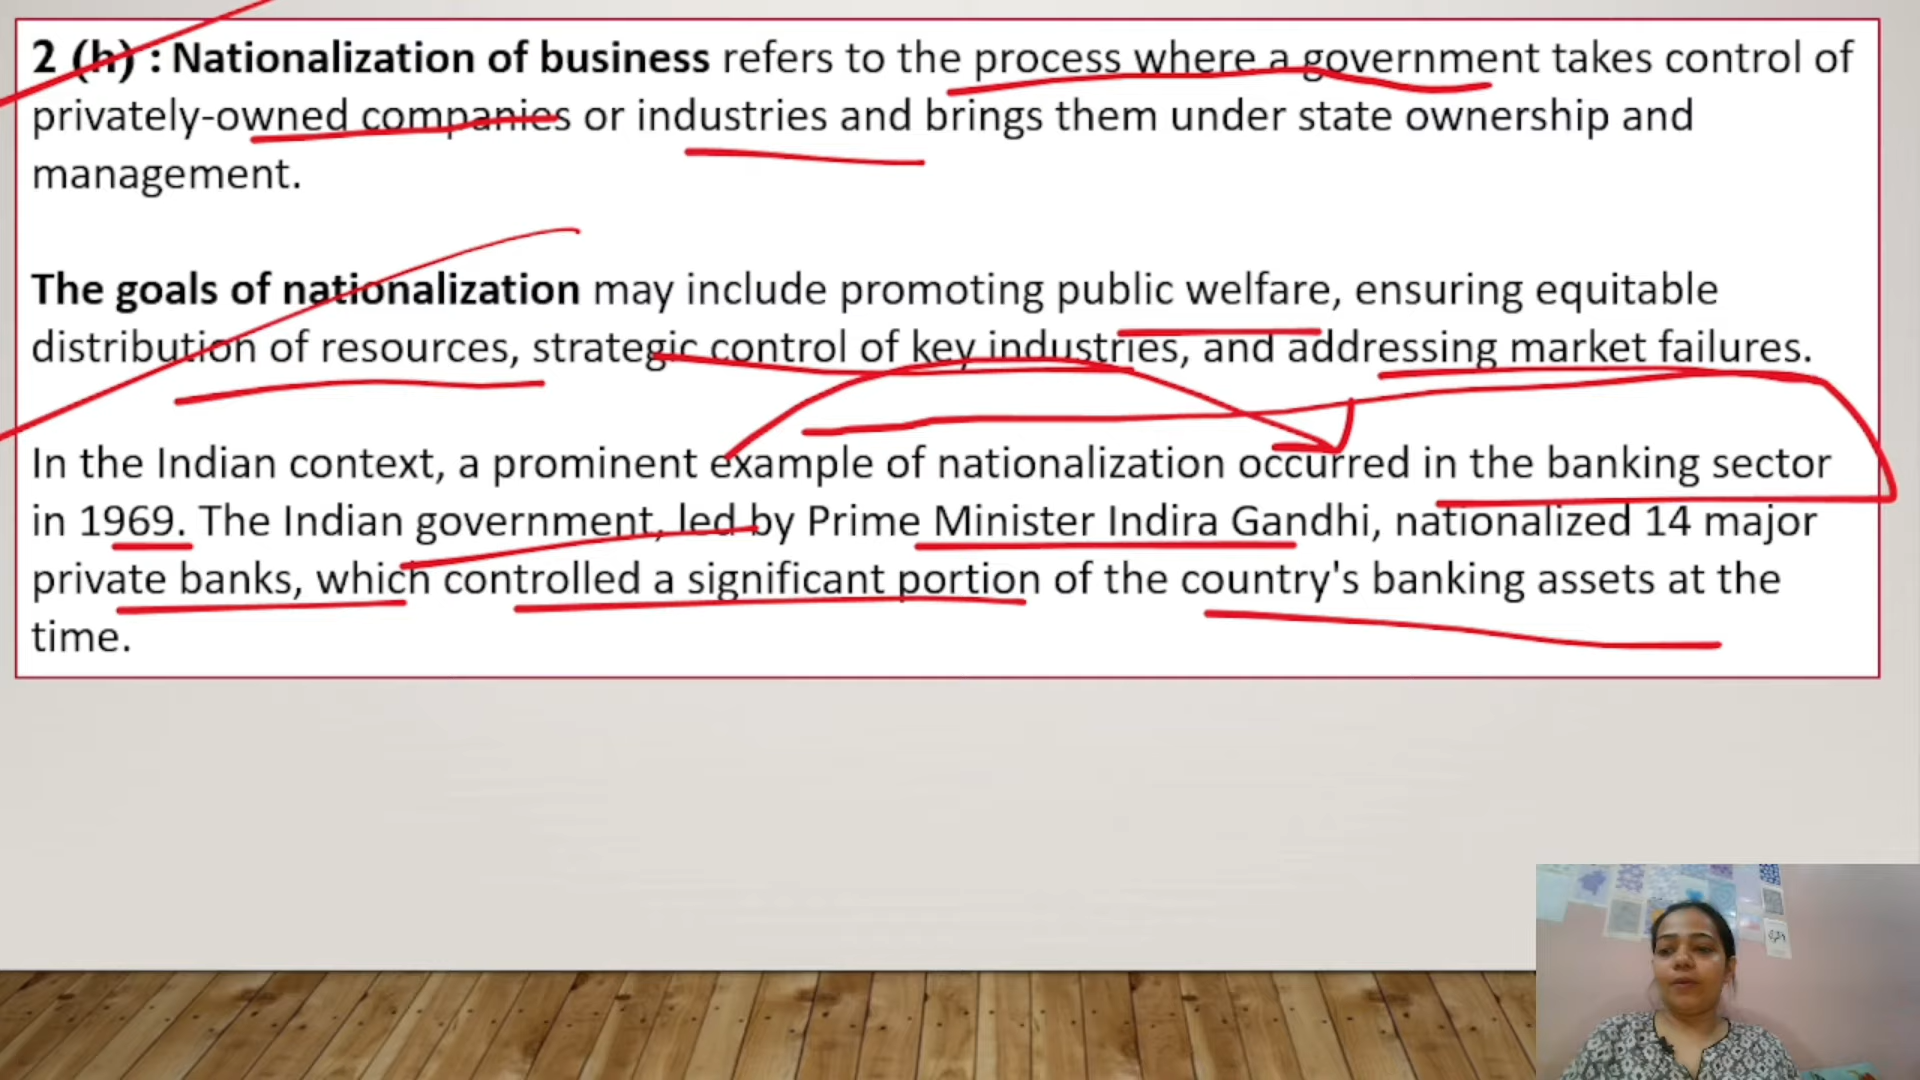 2 (h) : Nationalization of business refers to the process where a government takes control of
privately-owned companies or industries and brings them under state ownership and
management.
The goals of nationalization may include promoting public welfare, ensuring equitable
distribution of resources, strategic control of key industries, and addressing market failures.
In the Indian context, a prominent example of nationalization occurred in the banking sector
in 1969. The Indian government, led by Prime Minister Indira Gandhi, nationalized 14 major
private banks, which controlled a significant portion of the country's banking assets at the
time.